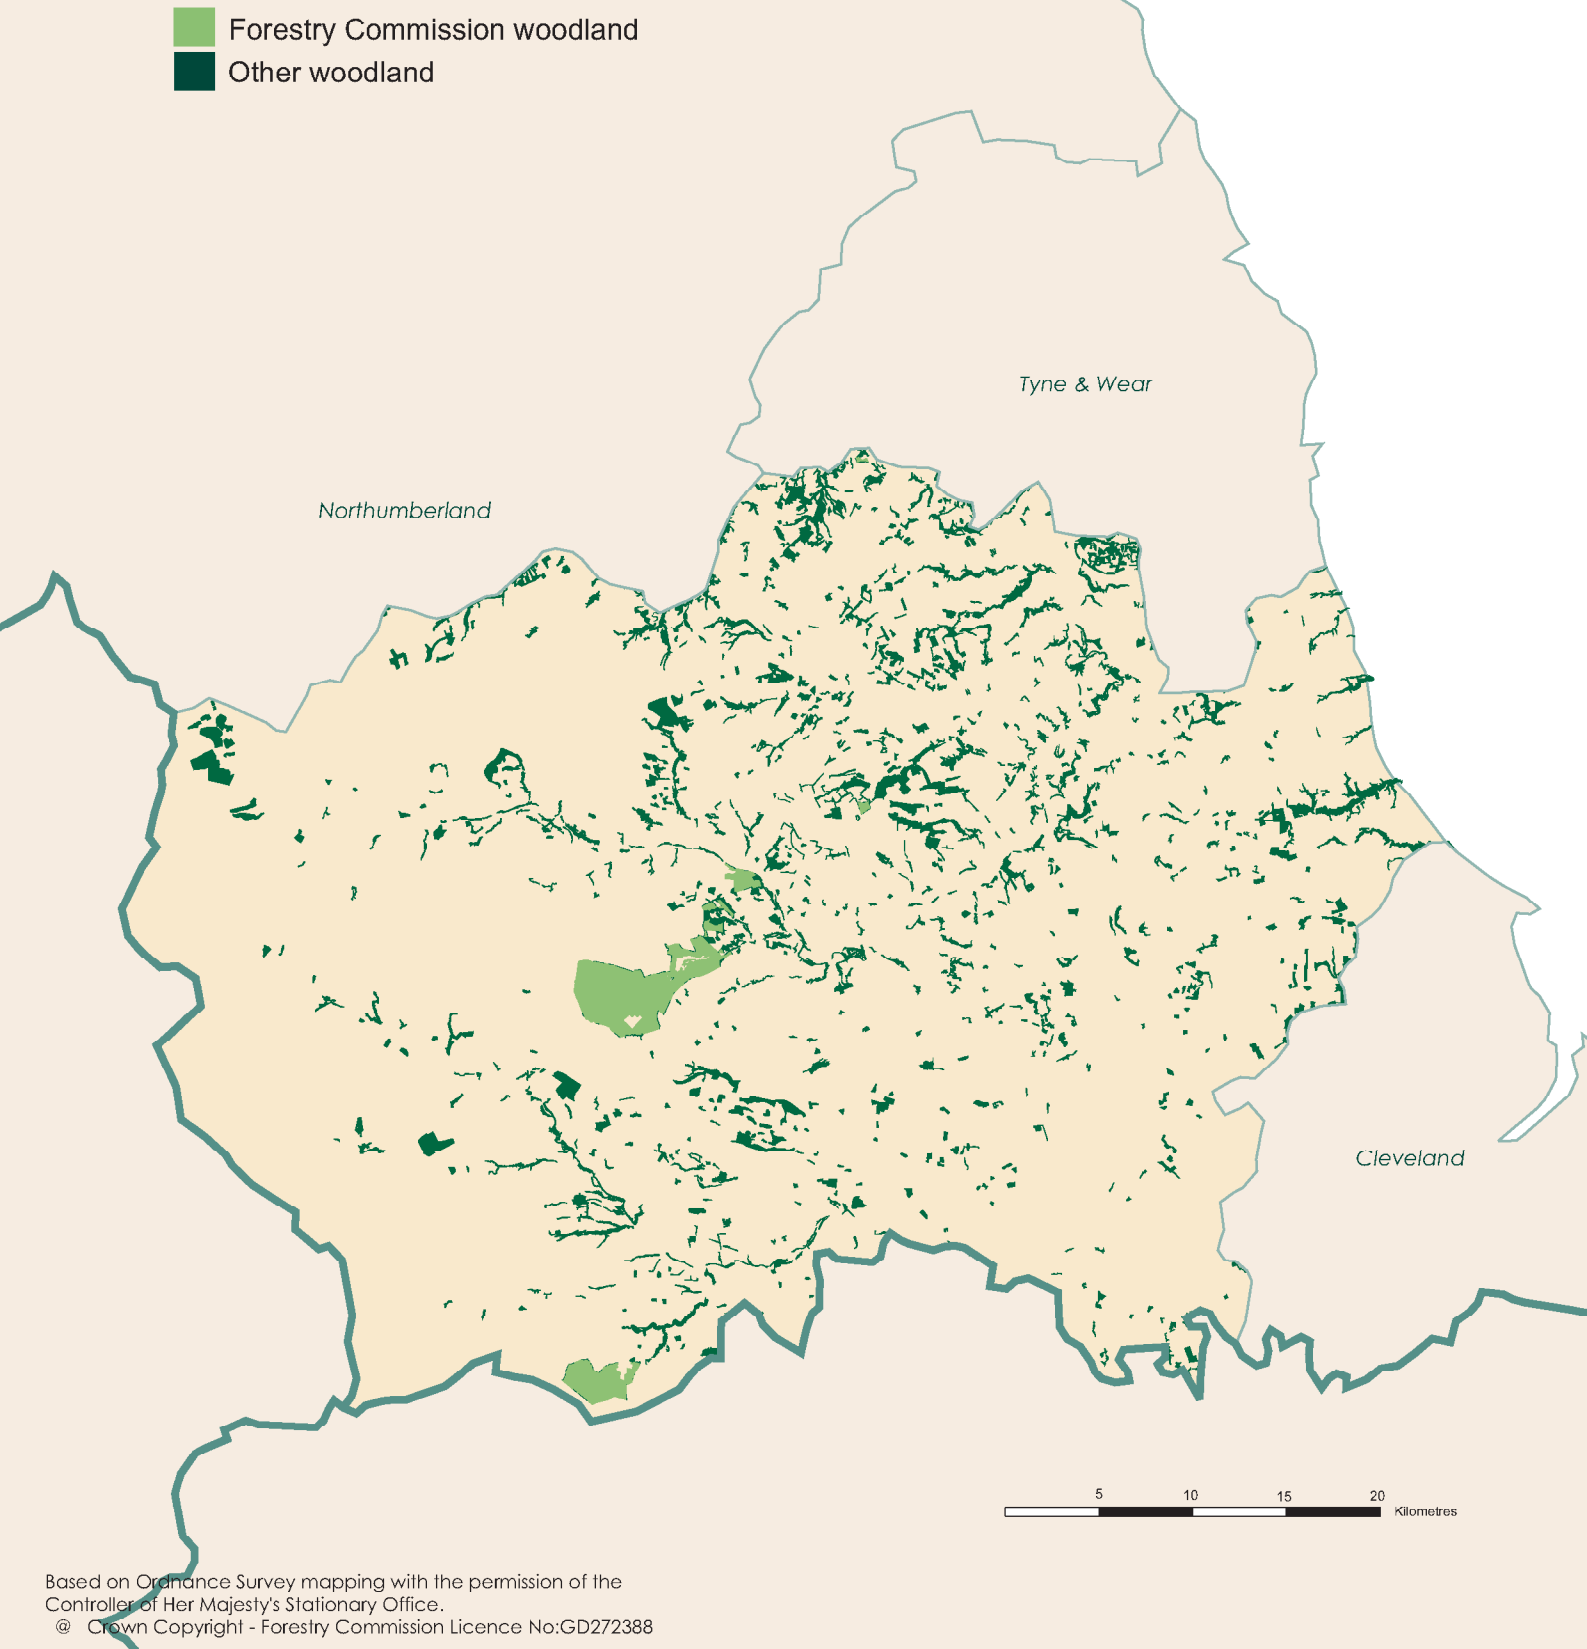 Forestry Commission woodland
Other woodland
Tyne & Wear
Northumberland
Cleveland
5 10 15 20
Kilometres
Based on Ordnance Survey mapping with the permission of the
Controller of Her Majesty's Stationary Office.
@ Crown Copyright - Forestry Commission Licence No:GD272388